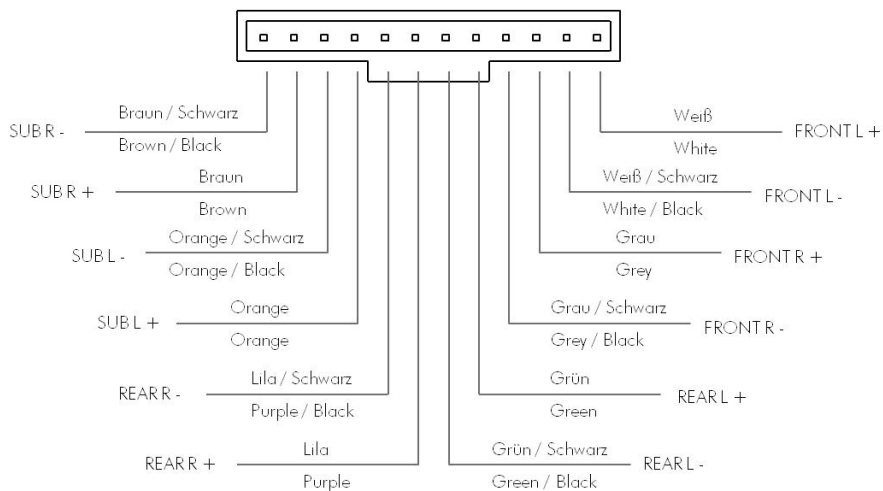 Braun / Schwarz
SUB R -
Brown / Black
Braun
SUB R +
Brown
Orange / Schwarz
SUB L -
Orange / Black
Orange
SUB L +
Orange
Lila / Schwarz
REAR R -
Purple / Black
Lila
REAR R +
Purple
Weiß
FRONT L +
White
Weiß / Schwarz
FRONT L -
White / Black
Grau
FRONT R +
Grey
Grau / Schwarz
FRONT R -
Grey / Black
Grün
REAR L +
Green
Grün / Schwarz
REAR L -
Green / Black